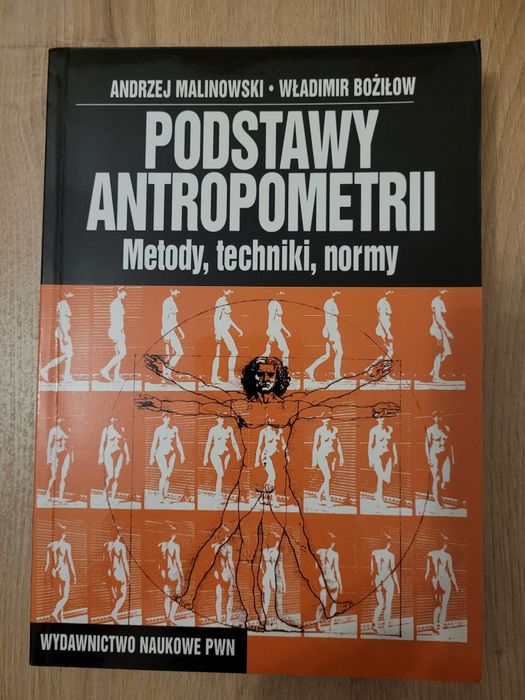 ANDRZEJ MALINOWSKI • WŁADIMIR BOŻIŁOW
PODSTAWY
ANTROPOMETRII
Metody, techniki, normy
WYDAWNICTWO NAUKOWE PWN